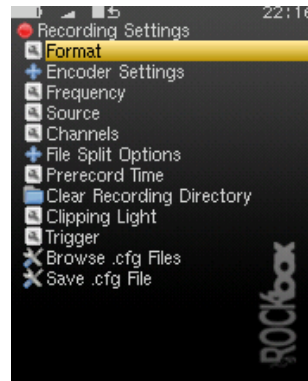 22:16
Recording Settings
Format
Encoder Settings
Frequency
Source
Channels
File Split Options
Prerecord Time
Clear Recording Directory
Clipping Light
Trigger
Browse .cfg Files
Save .cfg File
ROCKbox